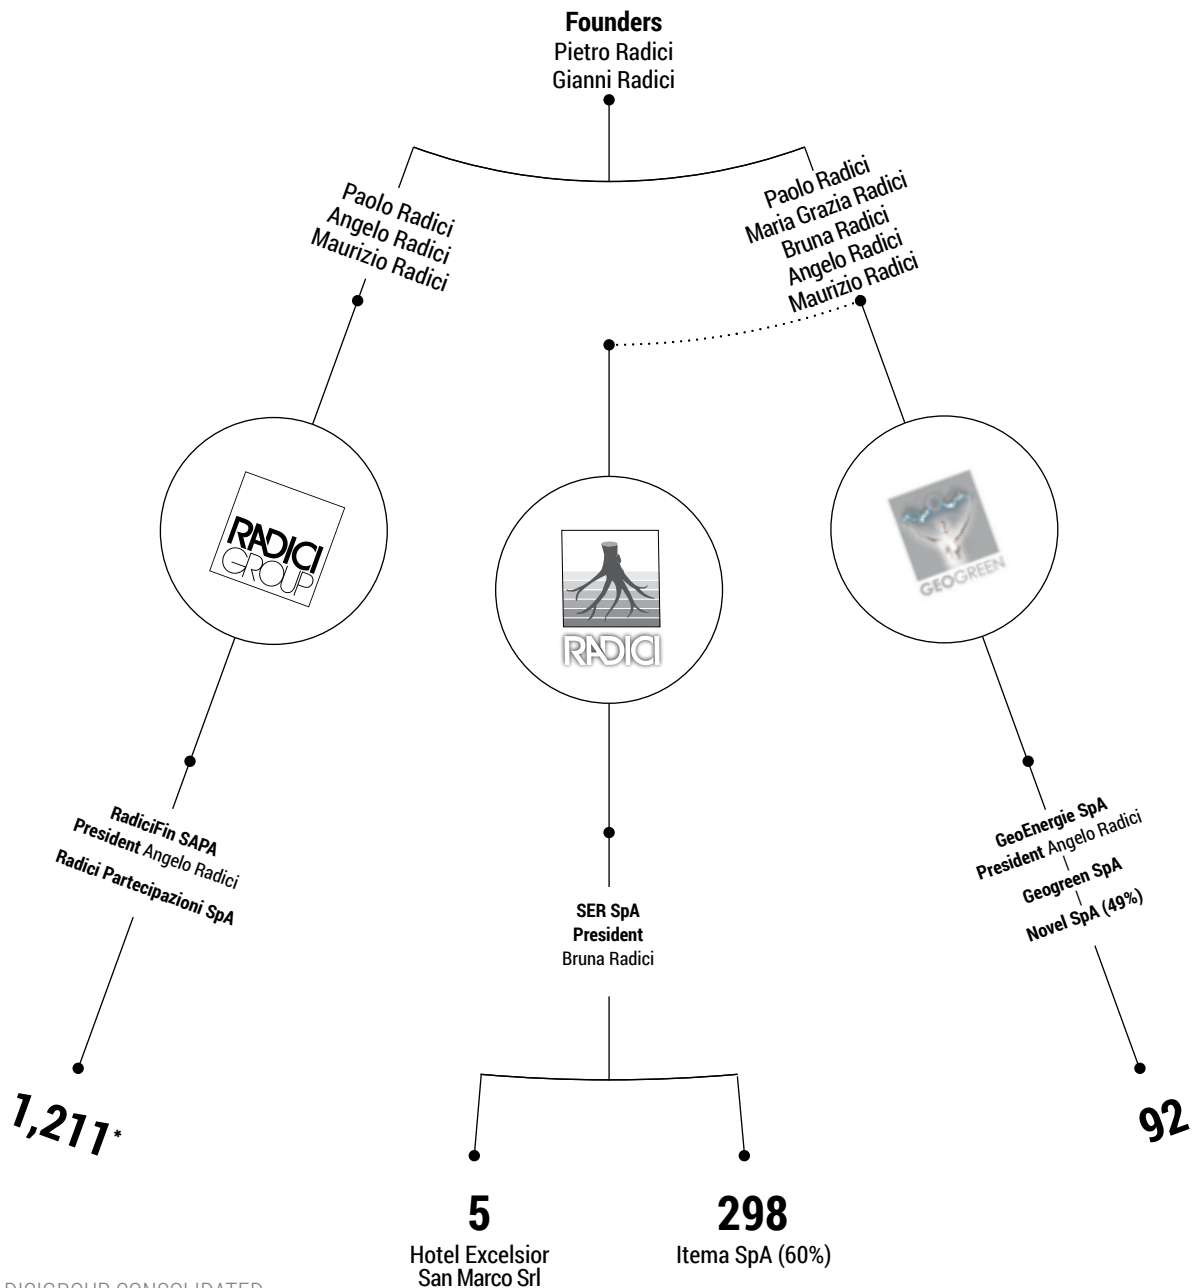 Founders
Pietro Radici
Gianni Radici
Paolo Radici
Angelo Radici
Maurizio Radici
Paolo Radici
Maria Grazia Radici
Bruna Radici
Angelo Radici
Maurizio Radici
RADICI
GROUP
RADICI
GEOGREEN
RadiciFin SAPA
President Angelo Radici
Radici Partecipazioni SpA
SER SpA
President
Bruna Radici
GeoEnergie SpA
President Angelo Radici
Geogreen SpA
Novel SpA (49%)
1,211*
5
Hotel Excelsior
San Marco Srl
298
Itema SpA (60%)
92